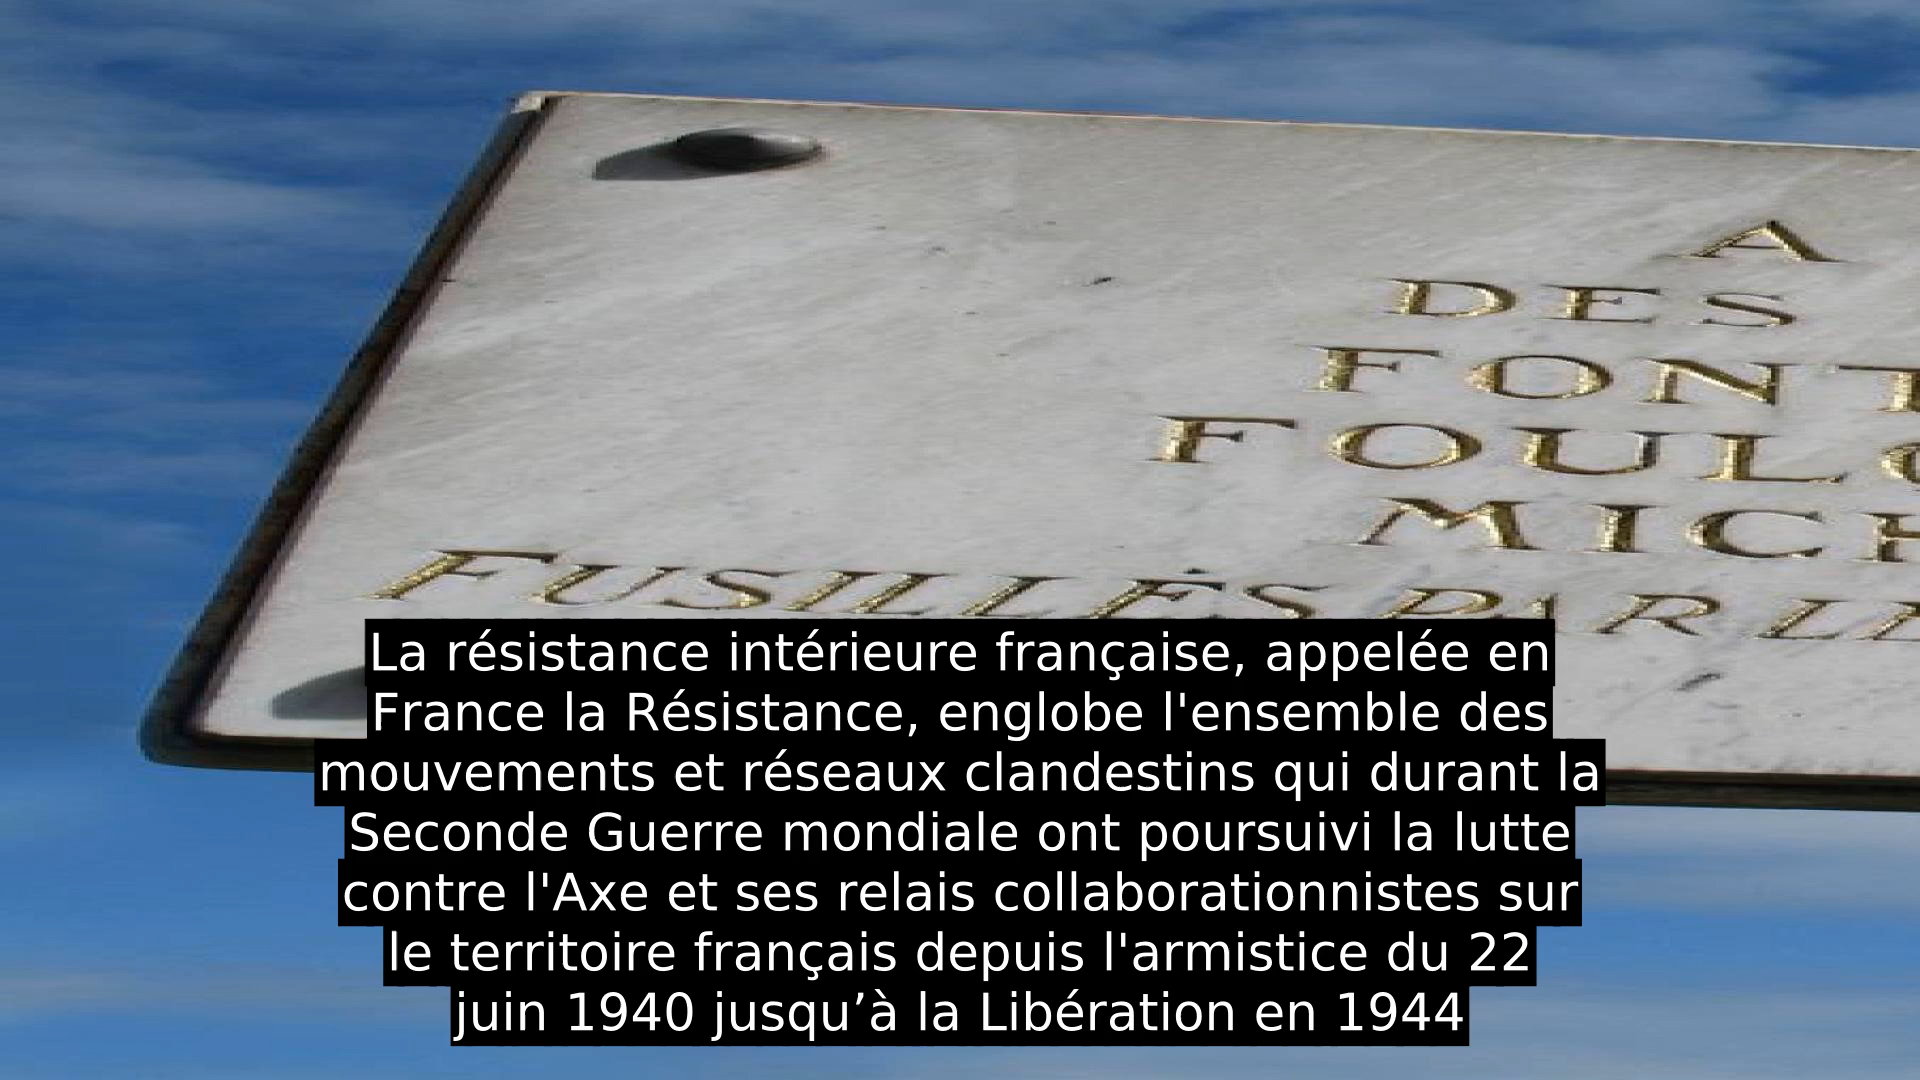 A
DES
FONT
FOUL
MICH
FUSILLÉS PAR LE
La résistance intérieure française, appelée en
France la Résistance, englobe l'ensemble des
mouvements et réseaux clandestins qui durant la
Seconde Guerre mondiale ont poursuivi la lutte
contre l'Axe et ses relais collaborationnistes sur
le territoire français depuis l'armistice du 22
juin 1940 jusqu’à la Libération en 1944